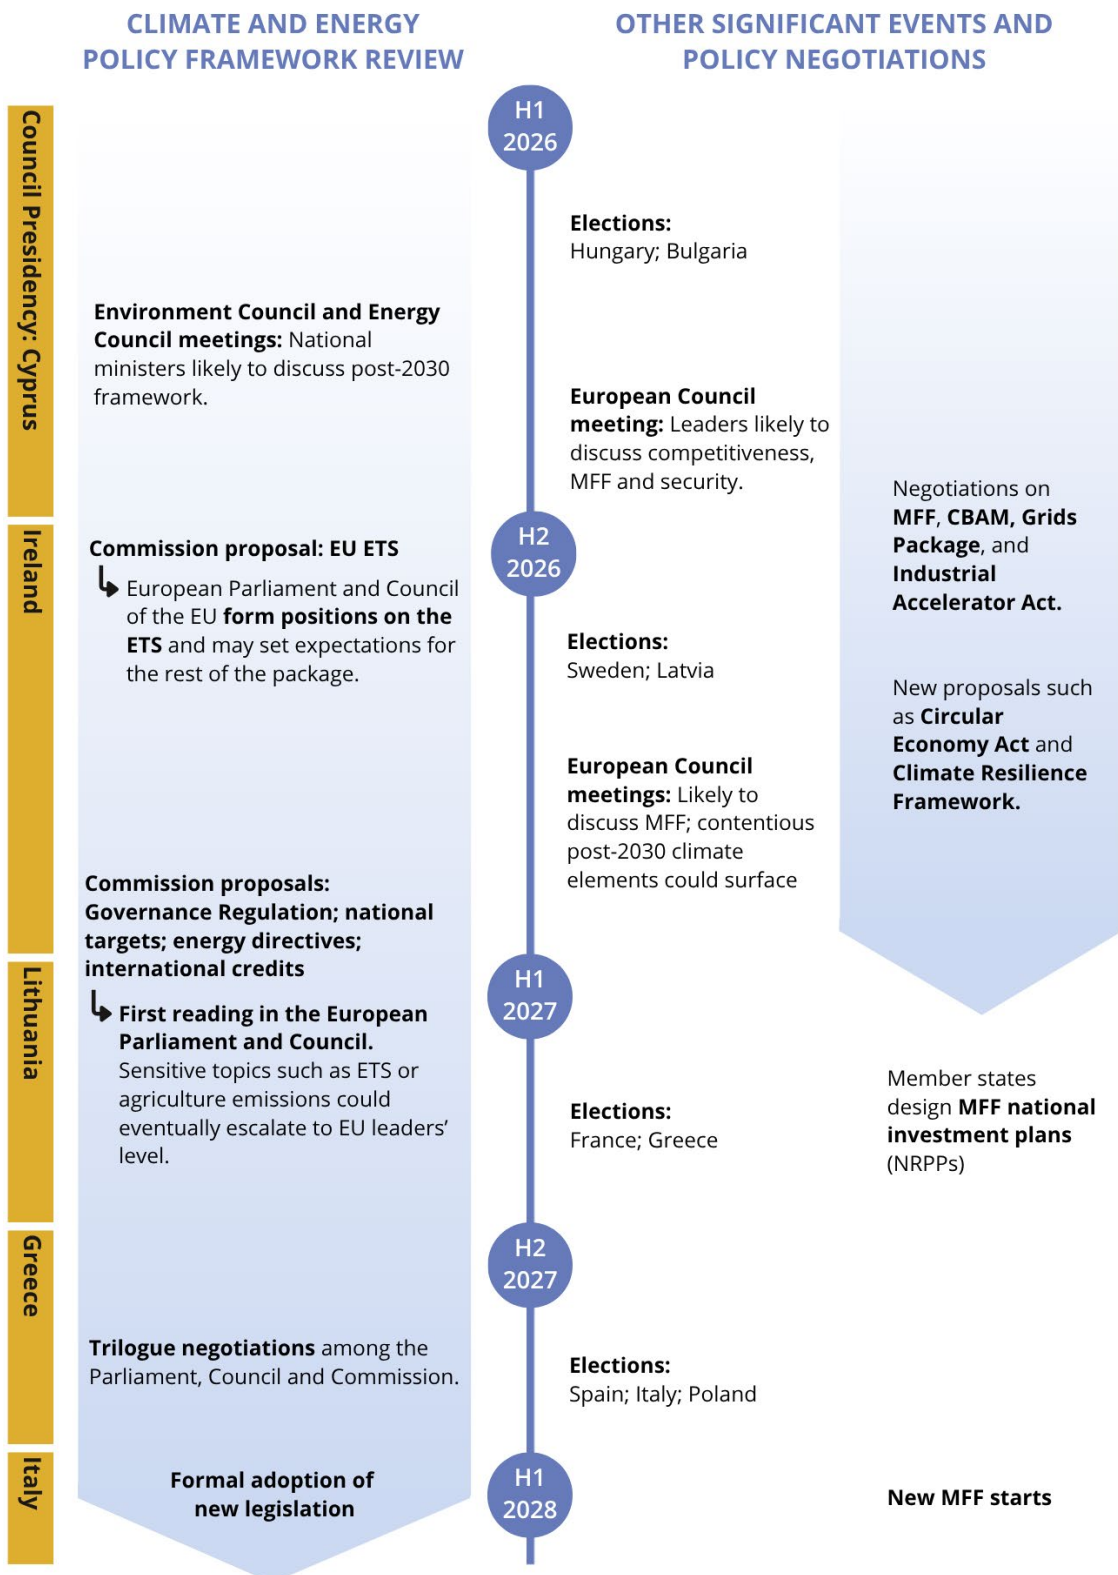 CLIMATE AND ENERGY
POLICY FRAMEWORK REVIEW
OTHER SIGNIFICANT EVENTS AND
POLICY NEGOTIATIONS
Council Presidency: Cyprus
H1
2026
Elections:
Hungary; Bulgaria
Environment Council and Energy
Council meetings: National
ministers likely to discuss post-2030
framework.
European Council
meeting: Leaders likely to
discuss competitiveness,
MFF and security.
Negotiations on
MFF, CBAM, Grids
Package, and
Industrial
Accelerator Act.
Ireland
H2
2026
Commission proposal: EU ETS
European Parliament and Council
of the EU form positions on the
ETS and may set expectations for
the rest of the package.
Elections:
Sweden; Latvia
New proposals such
as Circular
Economy Act and
Climate Resilience
Framework.
European Council
meetings: Likely to
discuss MFF; contentious
post-2030 climate
elements could surface
Commission proposals:
Governance Regulation; national
targets; energy directives;
international credits
Lithuania
H1
2027
First reading in the European
Parliament and Council.
Sensitive topics such as ETS or
agriculture emissions could
eventually escalate to EU leaders’
level.
Elections:
France; Greece
Member states
design MFF national
investment plans
(NRPPs)
Greece
H2
2027
Trilogue negotiations among the
Parliament, Council and Commission.
Elections:
Spain; Italy; Poland
Italy
H1
2028
Formal adoption of
new legislation
New MFF starts